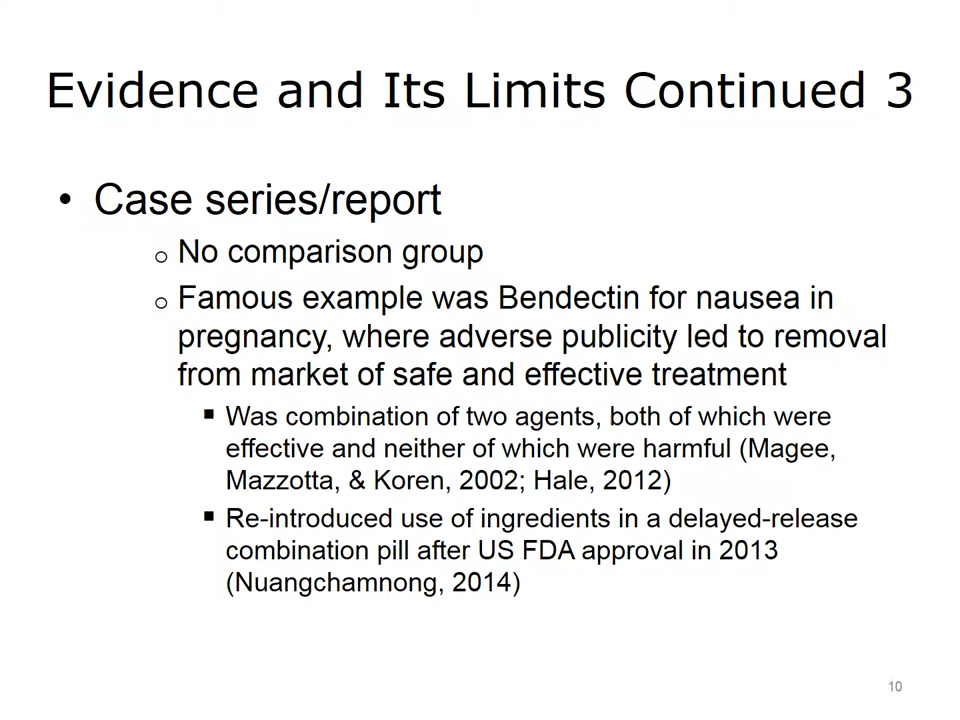 Evidence and Its Limits Continued 3
• Case series/report
o No comparison group
o Famous example was Bendectin for nausea in
pregnancy, where adverse publicity led to removal
from market of safe and effective treatment
▪ Was combination of two agents, both of which were
effective and neither of which were harmful (Magee,
Mazzotta, & Koren, 2002; Hale, 2012)
▪ Re-introduced use of ingredients in a delayed-release
combination pill after US FDA approval in 2013
(Nuangchamnong, 2014)
10